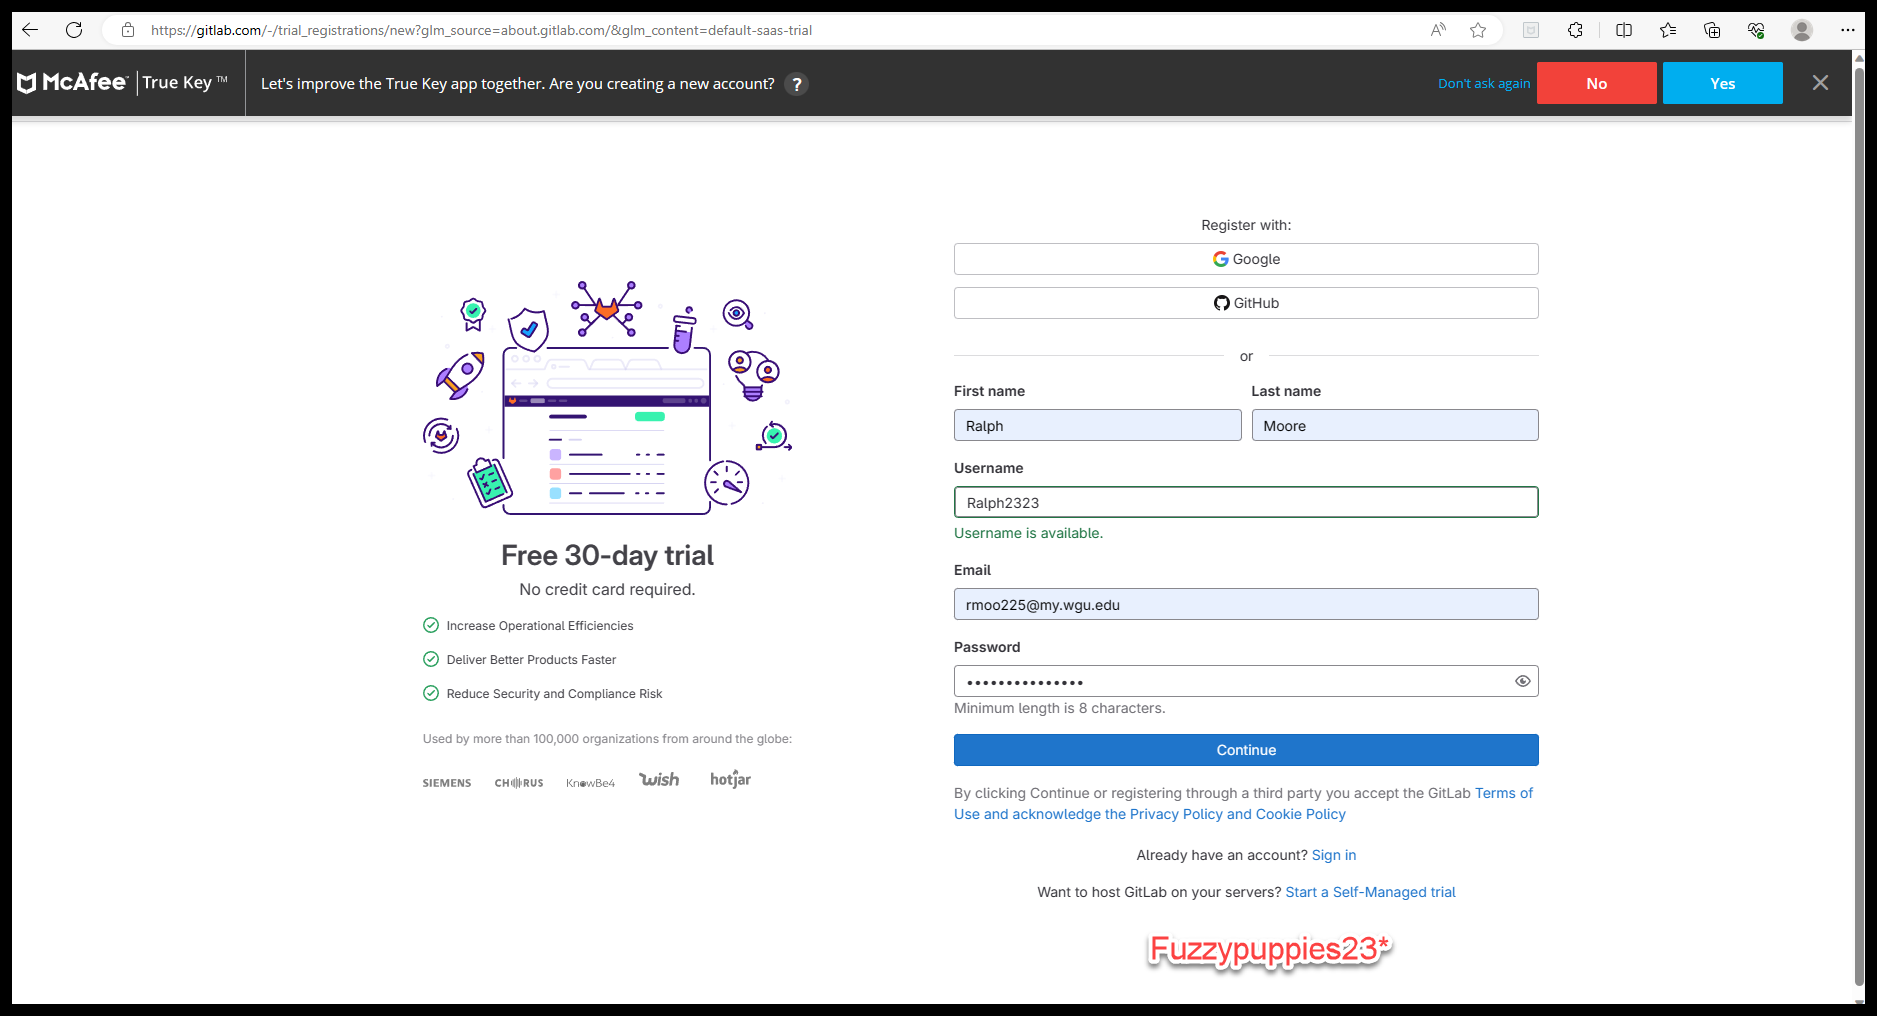 https://gitlab.com/-/trial_registrations/new?glm_source=about.gitlab.com/&glm_content=default-saas-trial
McAfee™ True Key™ Let's improve the True Key app together. Are you creating a new account? ? Don't ask again No Yes
Register with:
Google
GitHub
or
First name Last name
Ralph Moore
Username
Ralph2323
Username is available.
Email
rmoo225@my.wgu.edu
Password
•••••••••••••••
Minimum length is 8 characters.
Continue
By clicking Continue or registering through a third party you accept the GitLab Terms of
Use and acknowledge the Privacy Policy and Cookie Policy
Already have an account? Sign in
Want to host GitLab on your servers? Start a Self-Managed trial
Fuzzypuppies23*
Free 30-day trial
No credit card required.
Increase Operational Efficiencies
Deliver Better Products Faster
Reduce Security and Compliance Risk
Used by more than 100,000 organizations from around the globe:
SIEMENS CHORUS KnowBe4 wish hotjar